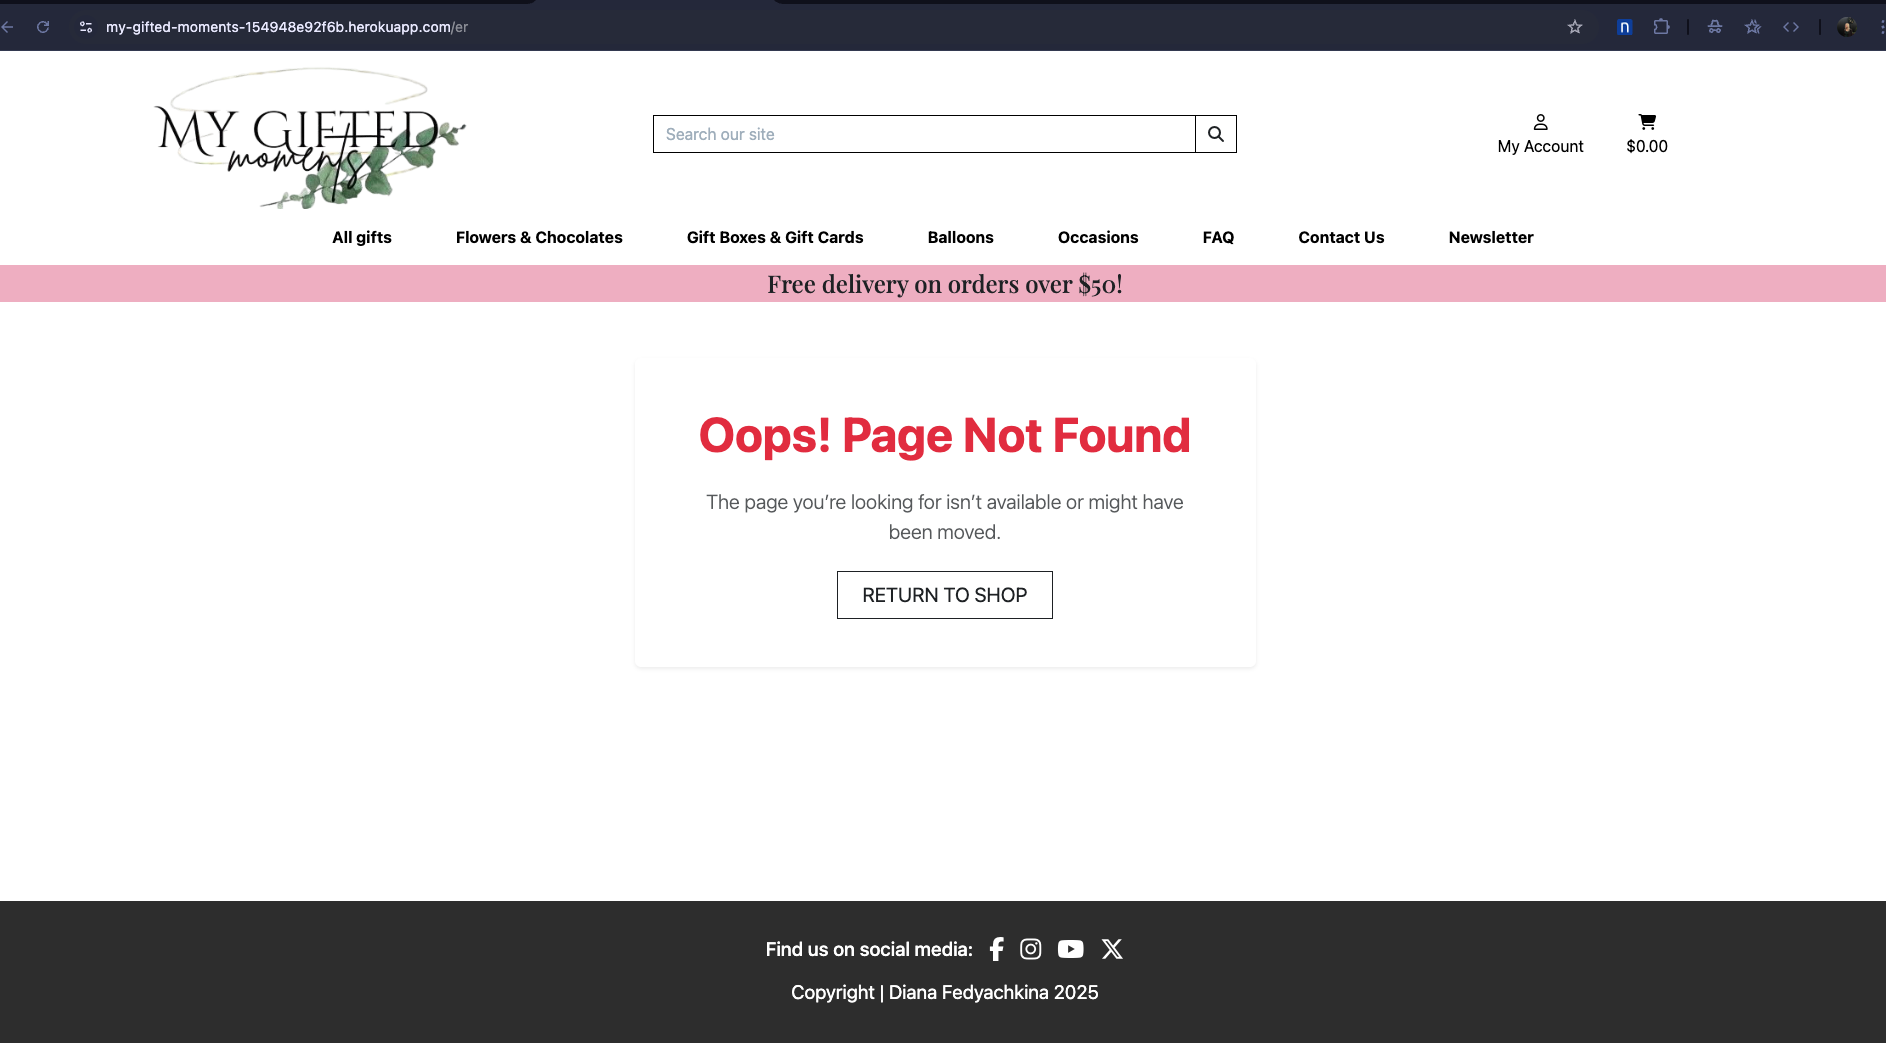 my-gifted-moments-154948e92f6b.herokuapp.com/er
n
MY GIFTED
moments
Search our site
My Account
$0.00
All gifts
Flowers & Chocolates
Gift Boxes & Gift Cards
Balloons
Occasions
FAQ
Contact Us
Newsletter
Free delivery on orders over $50!
Oops! Page Not Found
The page you’re looking for isn’t available or might have
been moved.
RETURN TO SHOP
Find us on social media:
Copyright | Diana Fedyachkina 2025